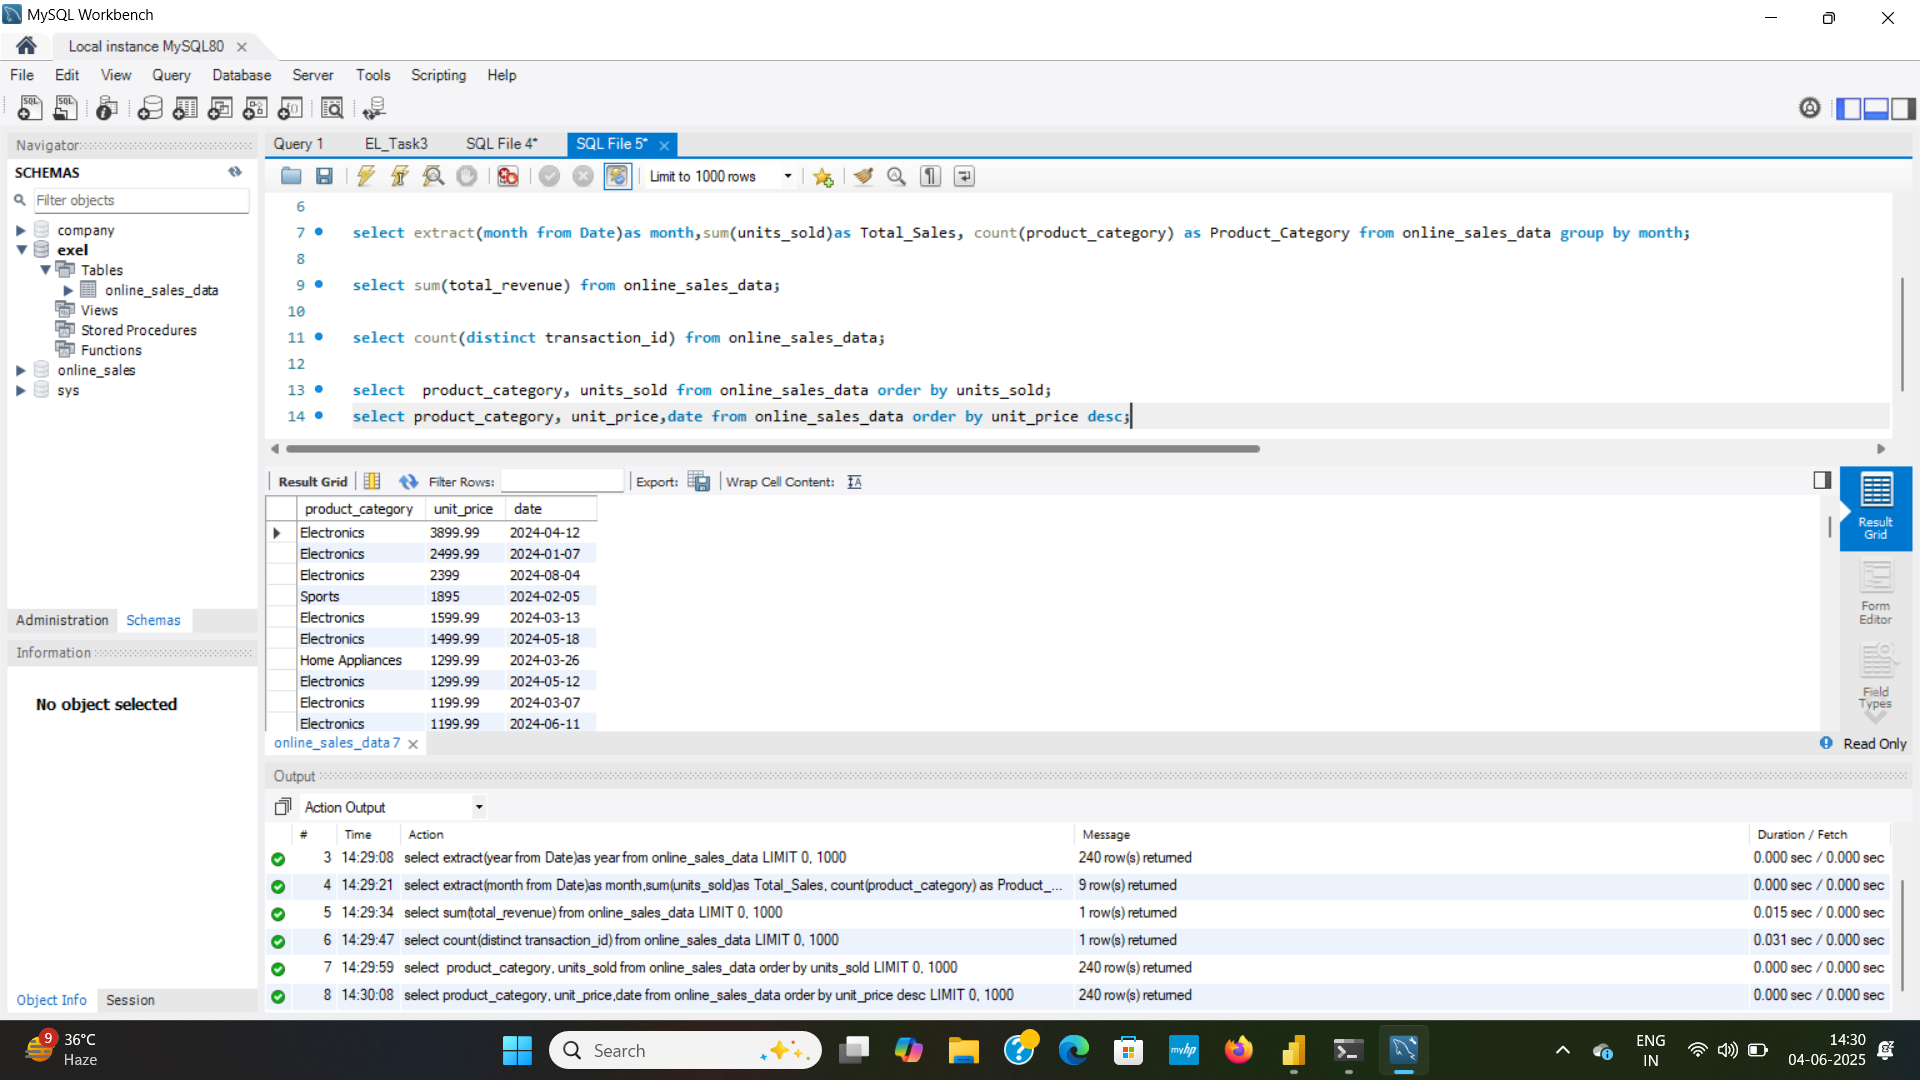 MySQL Workbench
Local instance MySQL80
File Edit View Query Database Server Tools Scripting Help
Navigator
SCHEMAS
Filter objects
company
exel
Tables
online_sales_data
Views
Stored Procedures
Functions
online_sales
sys
Administration Schemas
Information
No object selected
Object Info Session
Query 1 EL_Task3 SQL File 4* SQL File 5*
Limit to 1000 rows
6
7 select extract(month from Date)as month,sum(units_sold)as Total_Sales, count(product_category) as Product_Category from online_sales_data group by month;
8
9 select sum(total_revenue) from online_sales_data;
10
11 select count(distinct transaction_id) from online_sales_data;
12
13 select  product_category, units_sold from online_sales_data order by units_sold;
14 select product_category, unit_price,date from online_sales_data order by unit_price desc;
Result Grid Filter Rows: Export: Wrap Cell Content:
product_category unit_price date
Electronics 3899.99 2024-04-12
Electronics 2499.99 2024-01-07
Electronics 2399 2024-08-04
Sports 1895 2024-02-05
Electronics 1599.99 2024-03-13
Electronics 1499.99 2024-05-18
Home Appliances 1299.99 2024-03-26
Electronics 1299.99 2024-05-12
Electronics 1199.99 2024-03-07
Electronics 1199.99 2024-06-11
Result
Grid
Form
Editor
Field
Types
online_sales_data 7
Read Only
Output
Action Output
# Time Action Message Duration / Fetch
3 14:29:08 select extract(year from Date)as year from online_sales_data LIMIT 0, 1000 240 row(s) returned 0.000 sec / 0.000 sec
4 14:29:21 select extract(month from Date)as month,sum(units_sold)as Total_Sales, count(product_category) as Product_... 9 row(s) returned 0.000 sec / 0.000 sec
5 14:29:34 select sum(total_revenue) from online_sales_data LIMIT 0, 1000 1 row(s) returned 0.015 sec / 0.000 sec
6 14:29:47 select count(distinct transaction_id) from online_sales_data LIMIT 0, 1000 1 row(s) returned 0.031 sec / 0.000 sec
7 14:29:59 select  product_category, units_sold from online_sales_data order by units_sold LIMIT 0, 1000 240 row(s) returned 0.000 sec / 0.000 sec
8 14:30:08 select product_category, unit_price,date from online_sales_data order by unit_price desc LIMIT 0, 1000 240 row(s) returned 0.000 sec / 0.000 sec
9
36°C
Haze
Search
myhp
ENG
IN
14:30
04-06-2025